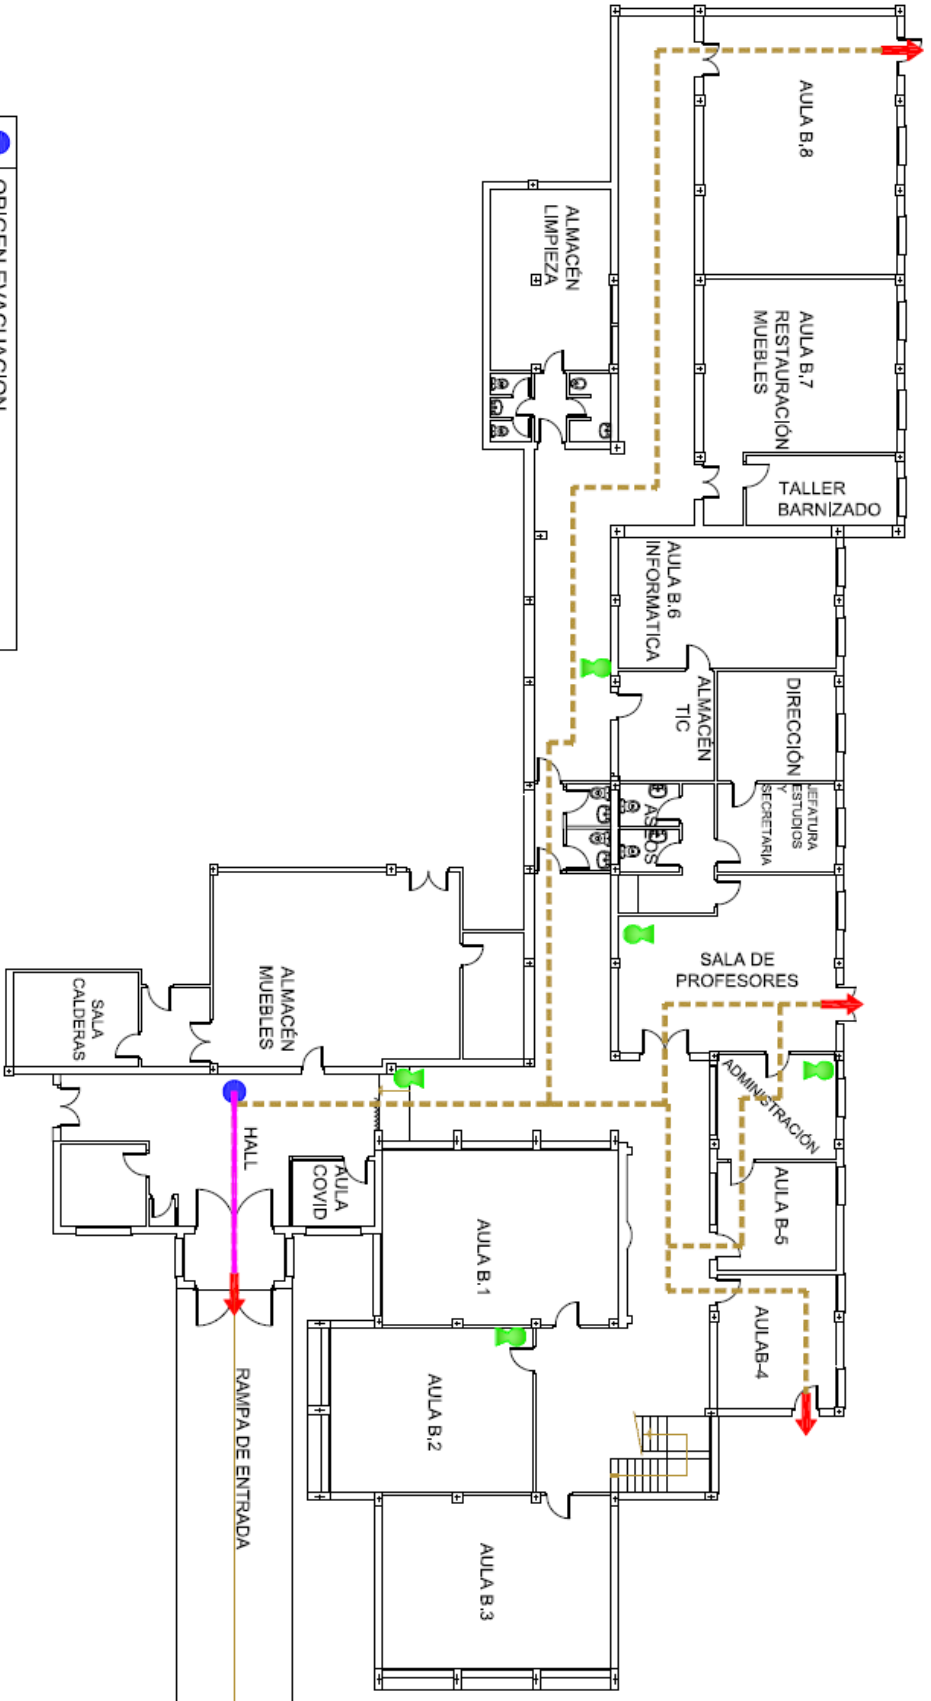 ORIGEN EVACUACION
AULA B,8
ALMACÉN
LIMPIEZA
AULA B,7
RESTAURACIÓN
MUEBLES
TALLER
BARNIZADO
AULA B.6
INFORMATICA
ALMACÉN
TIC
DIRECCIÓN
JEFATURA
ESTUDIOS
Y
SECRETARIA
ASEOS
SALA DE
PROFESORES
ALMACÉN
MUEBLES
SALA
CALDERAS
ADMINISTRACIÓN
HALL
AULA
COVID
AULA B-5
AULA B.1
AULAB-4
AULA B,2
RAMPA DE ENTRADA
AULA B.3